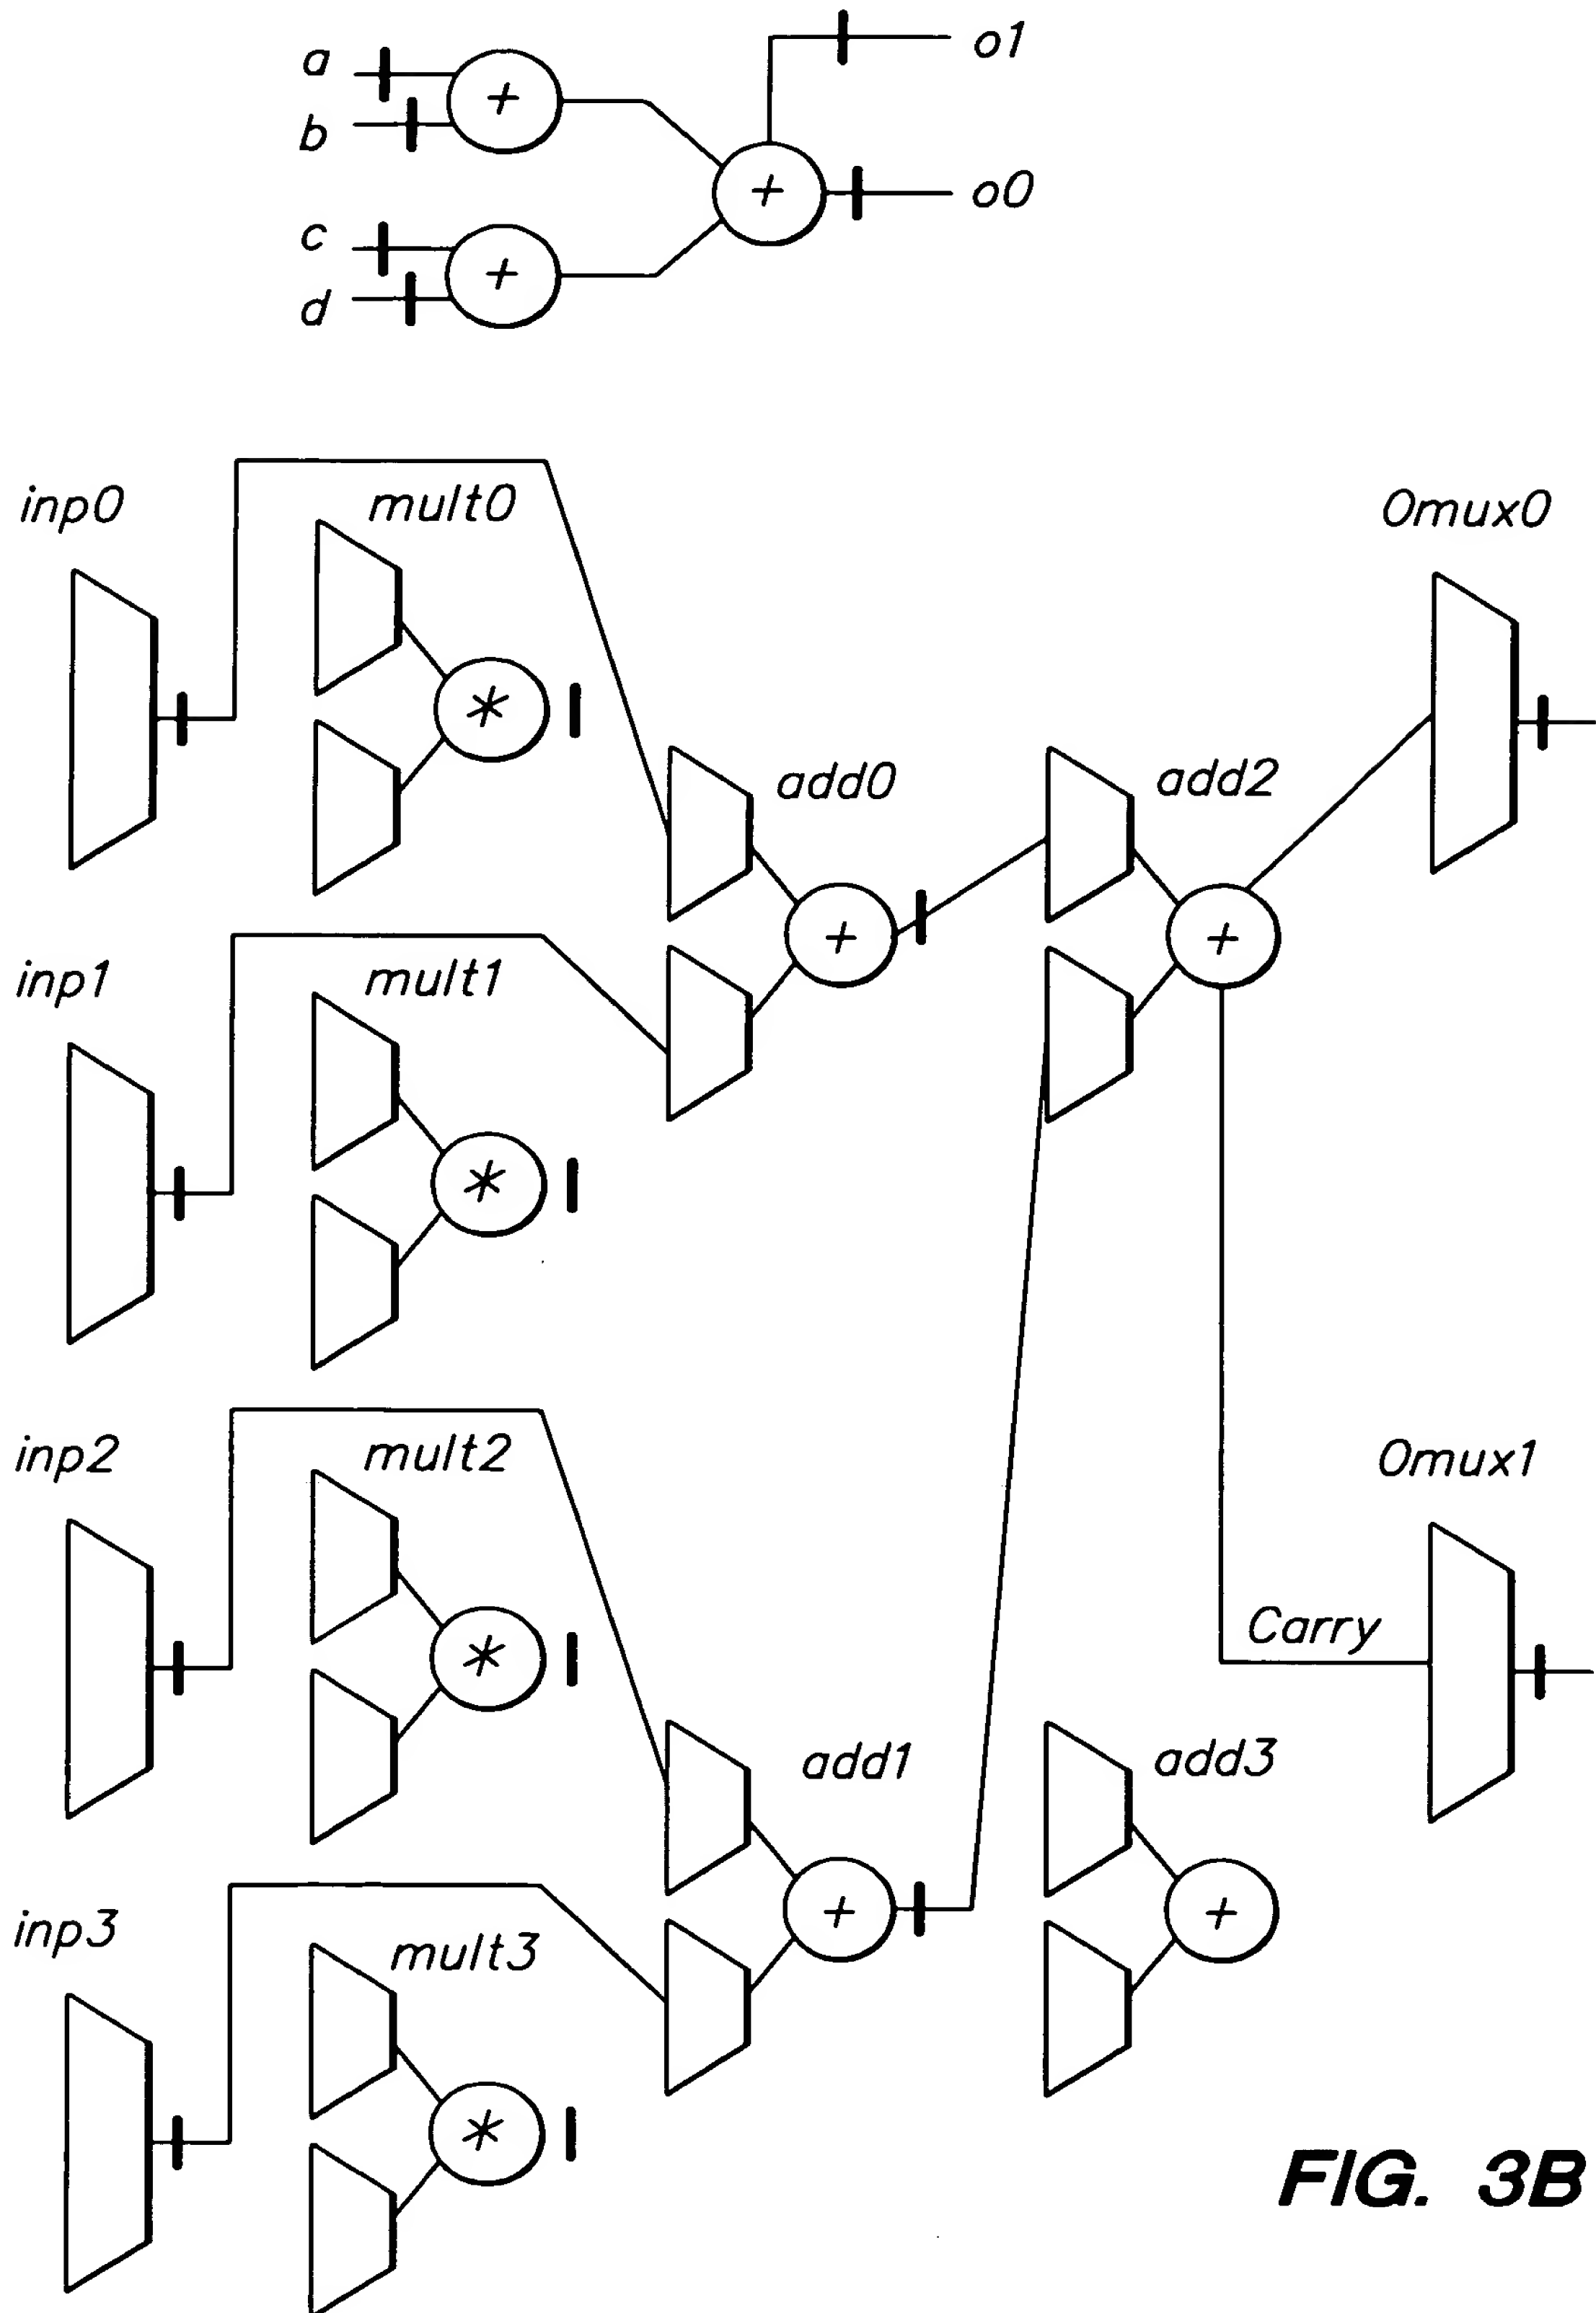 a
b
c
d
+
+
+
o1
o0
inp0
mult0
*
add0
+
add2
+
Omux0
inp1
mult1
*
inp2
mult2
*
add1
+
add3
+
Carry
Omux1
inp3
mult3
*
FIG. 3B